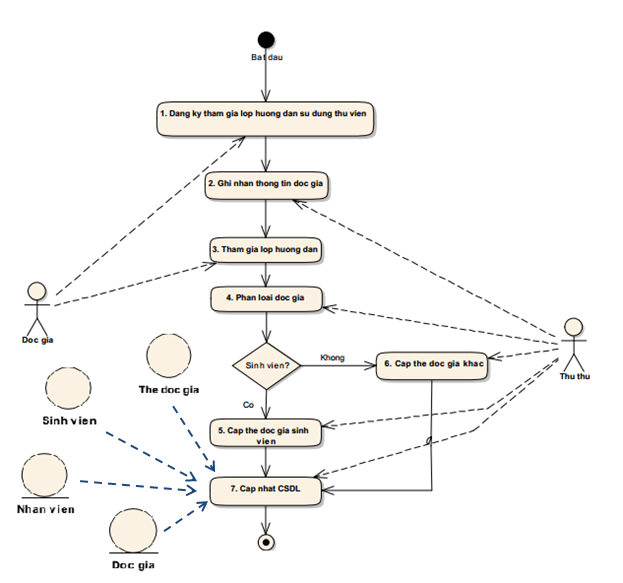 Bat dau
1. Dang ky tham gia lop huong dan su dung thu vien
2. Ghi nhan thong tin doc gia
3. Tham gia lop huong dan
4. Phan loai doc gia
Doc gia
Thu thu
Sinh vien?
Khong
6. Cap the doc gia khac
The doc gia
Co
Sinh vien
5. Cap the doc gia sinh
vien
7. Cap nhat CSDL
Nhan vien
Doc gia